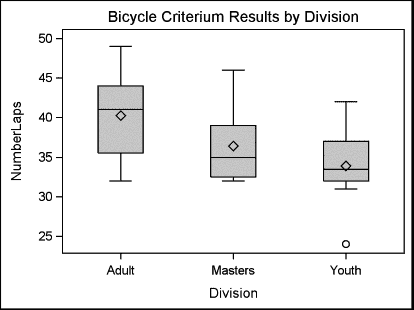 Bicycle Criterium Results by Division
NumberLaps
50
45
40
35
30
25
Adult
Masters
Youth
Division